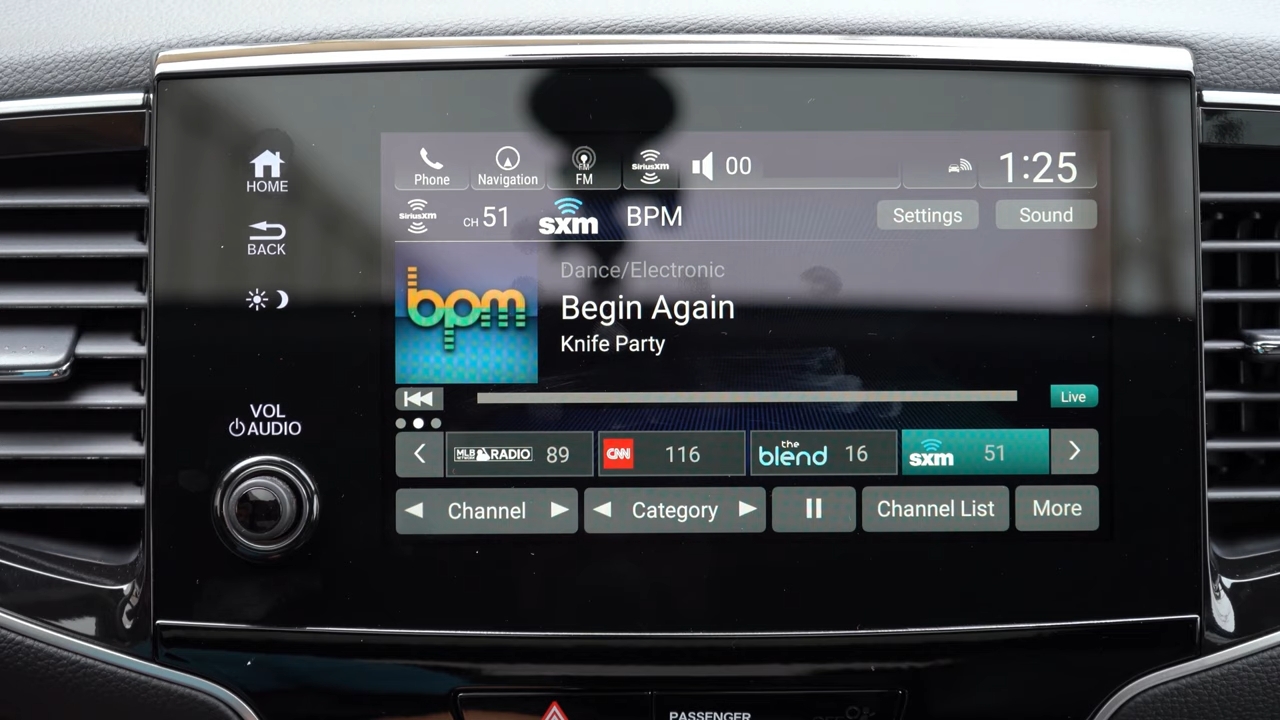 HOME
BACK
VOL
AUDIO
Phone
Navigation
FM
FM
SiriusXM
00
1:25
SiriusXM
CH 51
sxm
BPM
Settings
Sound
bpm
Dance/Electronic
Begin Again
Knife Party
Live
MLB NETWORK RADIO 89
CNN 116
the blend 16
sxm 51
Channel
Category
Channel List
More
PASSENGER